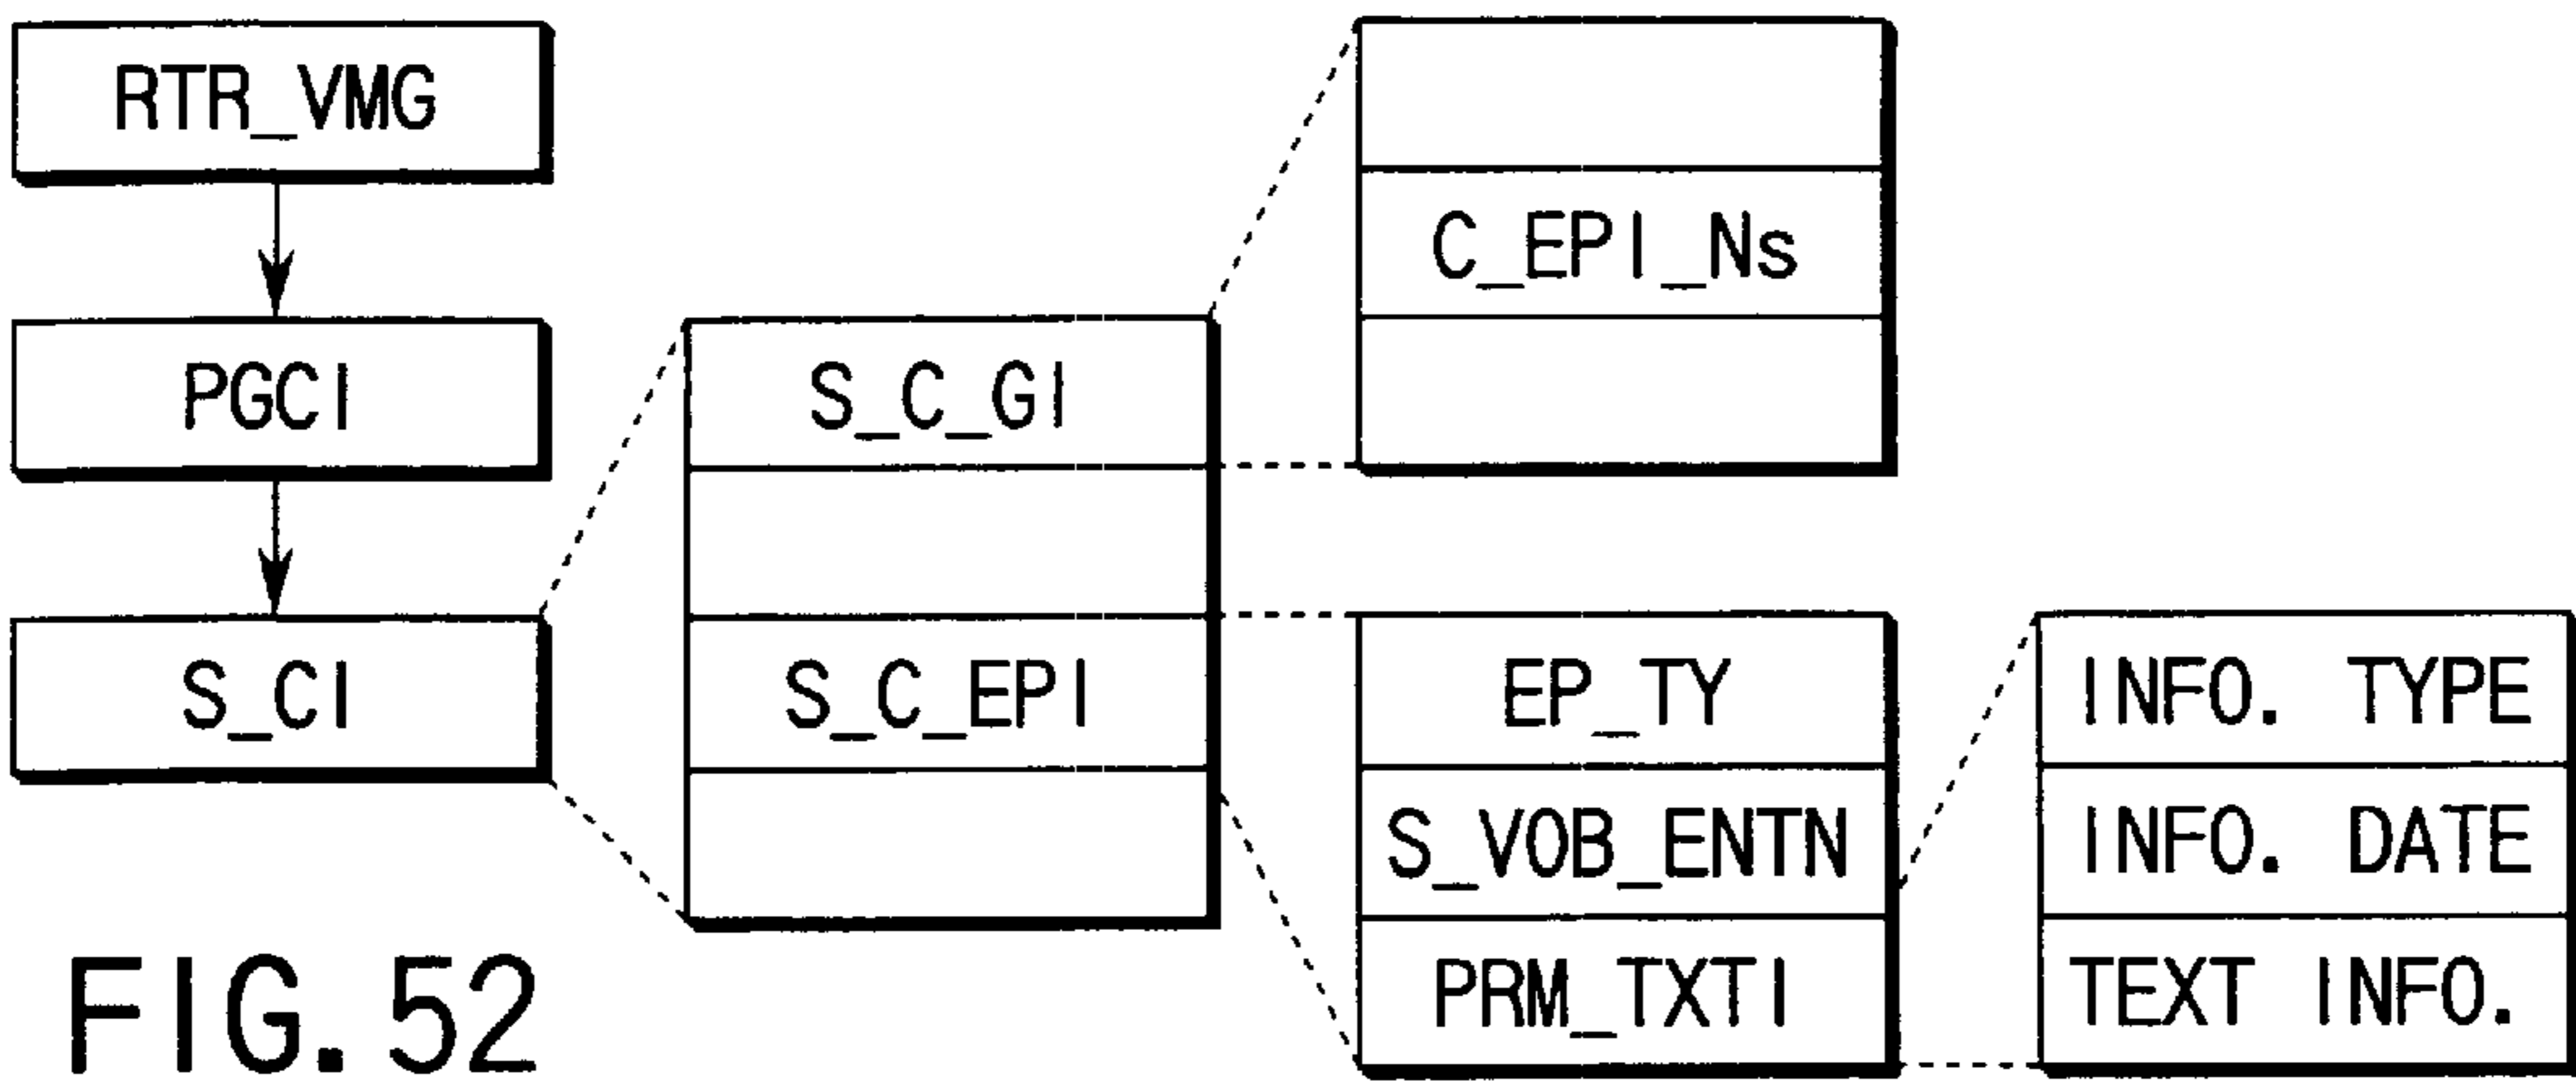 RTR_VMG
PGCI
S_CI
S_C_GI
S_C_EPI
C_EPI_Ns
EP_TY
S_VOB_ENTN
PRM_TXTI
INFO. TYPE
INFO. DATE
TEXT INFO.
FIG. 52